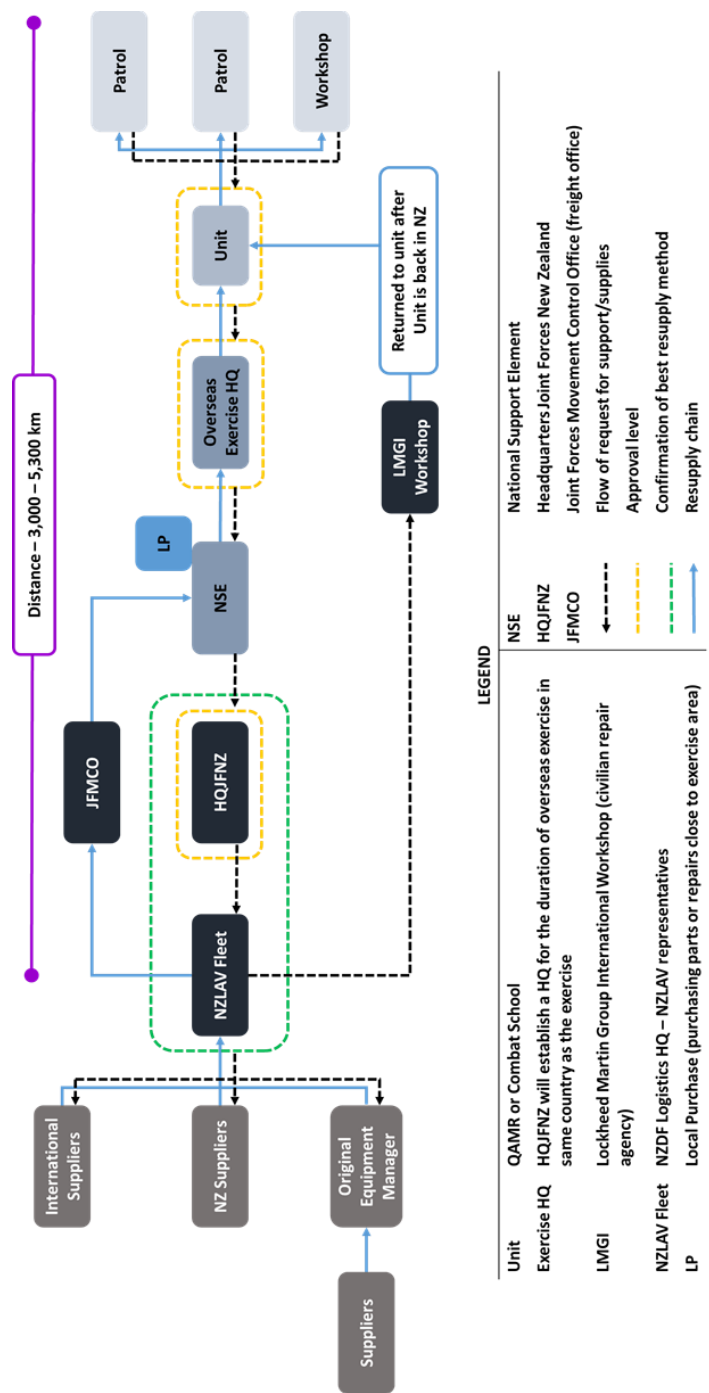 Distance – 3,000 – 5,300 km
International
Suppliers
NZ Suppliers
Original
Equipment
Manager
Suppliers
NZLAV Fleet
JFMCO
HQJFNZ
NSE
LP
Overseas
Exercise HQ
Unit
Patrol
Patrol
Workshop
LMGI
Workshop
Returned to unit after
Unit is back in NZ
LEGEND
Unit QAMR or Combat School
Exercise HQ HQJFNZ will establish a HQ for the duration of overseas exercise in
same country as the exercise
LMGI Lockheed Martin Group International Workshop (civilian repair
agency)
NZLAV Fleet NZDF Logistics HQ – NZLAV representatives
LP Local Purchase (purchasing parts or repairs close to exercise area)
NSE National Support Element
HQJFNZ Headquarters Joint Forces New Zealand
JFMCO Joint Forces Movement Control Office (freight office)
Flow of request for support/supplies
Approval level
Confirmation of best resupply method
Resupply chain